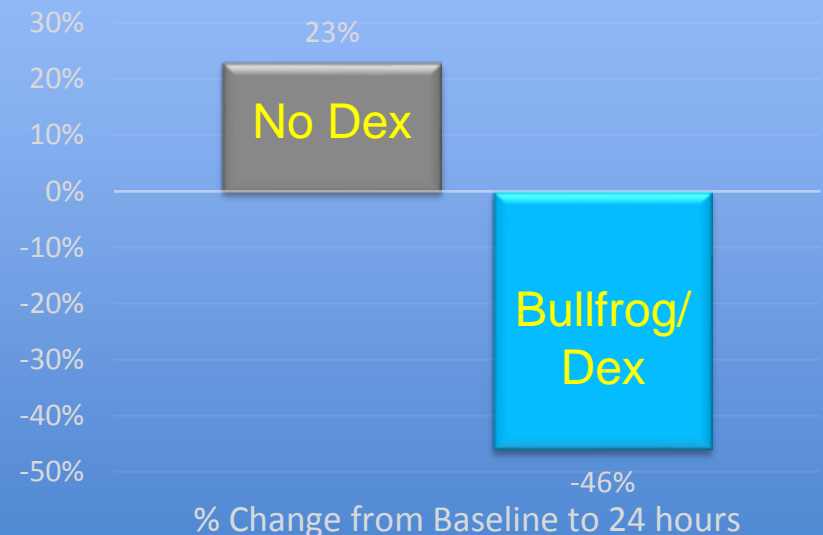 30%
23%
20%
No Dex
10%
0%
-10%
-20%
Bullfrog/
-30%
Dex
-40%
-50%
-46%
% Change from Baseline to 24 hours